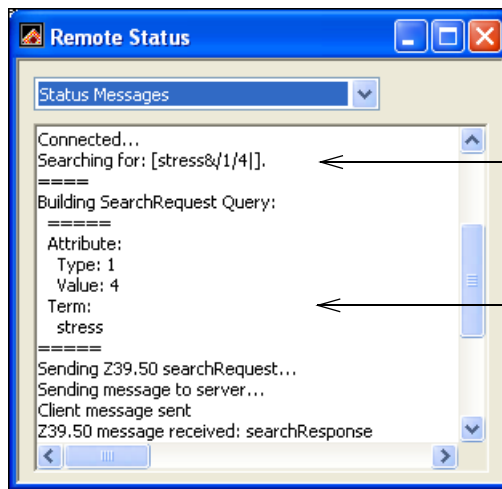 Remote Status
Status Messages
Connected...
Searching for: [stress&/1/4|].
====
Building SearchRequest Query:
=====
Attribute:
Type: 1
Value: 4
Term:
stress
=====
Sending Z39.50 searchRequest...
Sending message to server...
Client message sent
Z39.50 message received: searchResponse